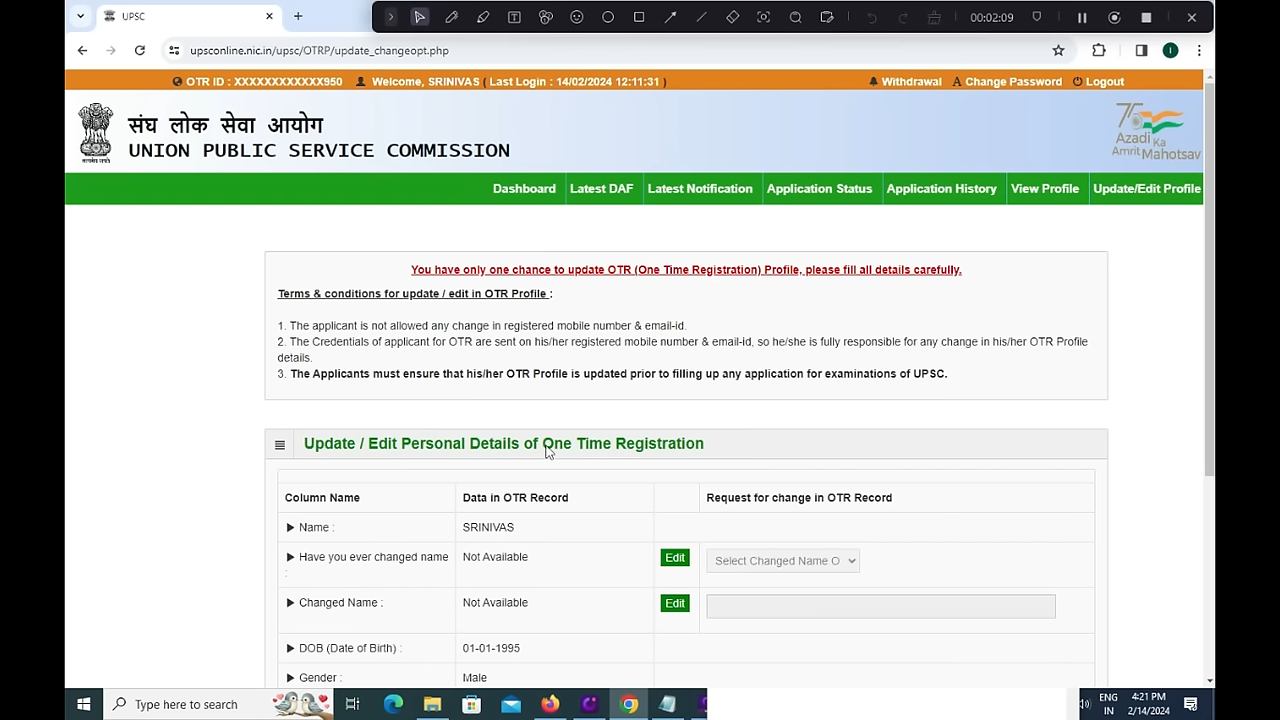 UPSC
00:02:09
upsconline.nic.in/upsc/OTRP/update_changeopt.php
OTR ID : XXXXXXXXXXXX950 Welcome, SRINIVAS ( Last Login : 14/02/2024 12:11:31 ) Withdrawal Change Password Logout
संघ लोक सेवा आयोग
UNION PUBLIC SERVICE COMMISSION
75
Azadi Ka
Amrit Mahotsav
Dashboard Latest DAF Latest Notification Application Status Application History View Profile Update/Edit Profile
You have only one chance to update OTR (One Time Registration) Profile, please fill all details carefully.
Terms & conditions for update / edit in OTR Profile :
1. The applicant is not allowed any change in registered mobile number & email-id.
2. The Credentials of applicant for OTR are sent on his/her registered mobile number & email-id, so he/she is fully responsible for any change in his/her OTR Profile
details.
3. The Applicants must ensure that his/her OTR Profile is updated prior to filling up any application for examinations of UPSC.
Update / Edit Personal Details of One Time Registration
Column Name Data in OTR Record Request for change in OTR Record
Name : SRINIVAS
Have you ever changed name : Not Available Edit Select Changed Name O
Changed Name : Not Available Edit
DOB (Date of Birth) : 01-01-1995
Gender : Male
Type here to search
ENG
IN
4:21 PM
2/14/2024